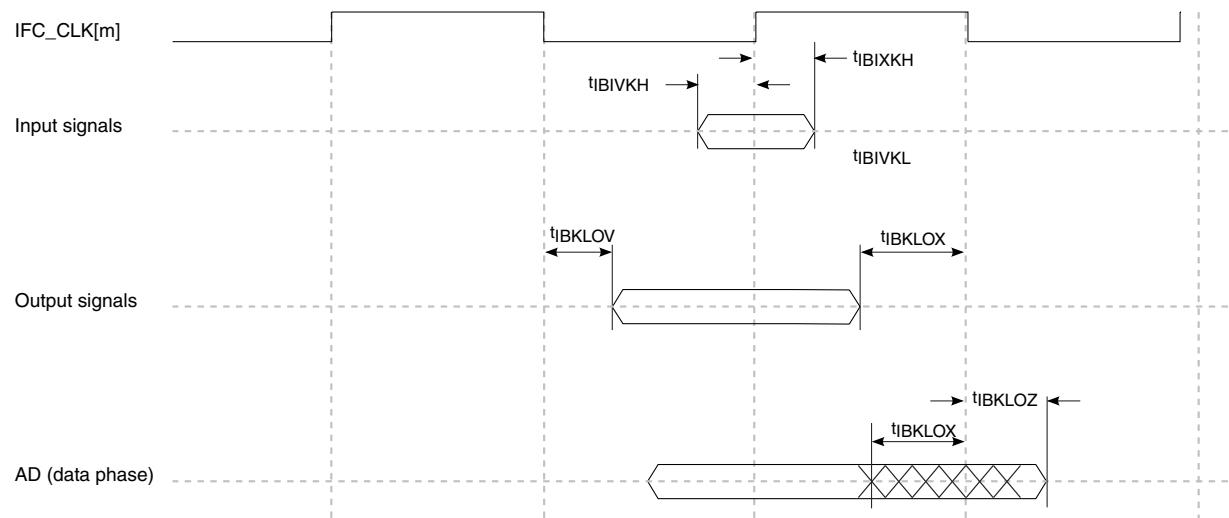 IFC_CLK[m]
tIBIXKH
tIBIVKH
Input signals
tIBIVKL
tIBKLOV
tIBKLOX
Output signals
tIBKLOZ
tIBKLOX
AD (data phase)